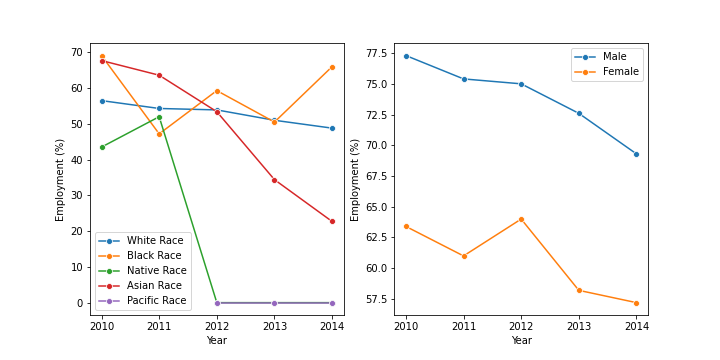 70
60
50
40
30
20
10
0
Employment (%)
White Race
Black Race
Native Race
Asian Race
Pacific Race
2010 2011 2012 2013 2014
Year
77.5
75.0
72.5
70.0
67.5
65.0
62.5
60.0
57.5
Employment (%)
Male
Female
2010 2011 2012 2013 2014
Year